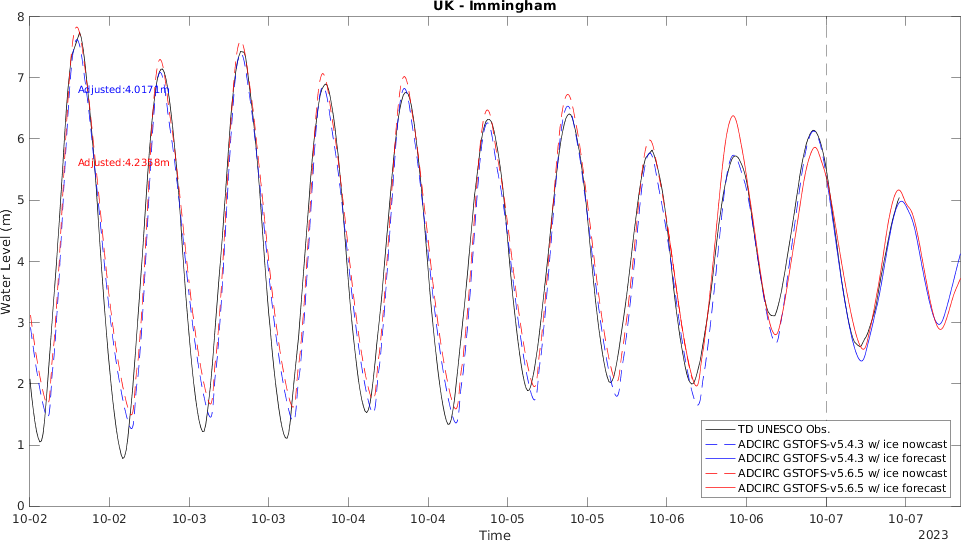 UK - Immingham
8
7
6
5
4
3
2
1
0
Water Level (m)
Adjusted:4.0171m
Adjusted:4.2358m
TD UNESCO Obs.
ADCIRC GSTOFS-v5.4.3 w/ ice nowcast
ADCIRC GSTOFS-v5.4.3 w/ ice forecast
ADCIRC GSTOFS-v5.6.5 w/ ice nowcast
ADCIRC GSTOFS-v5.6.5 w/ ice forecast
10-02 10-02 10-03 10-03 10-04 10-04 10-05 10-05 10-06 10-06 10-07 10-07
Time
2023